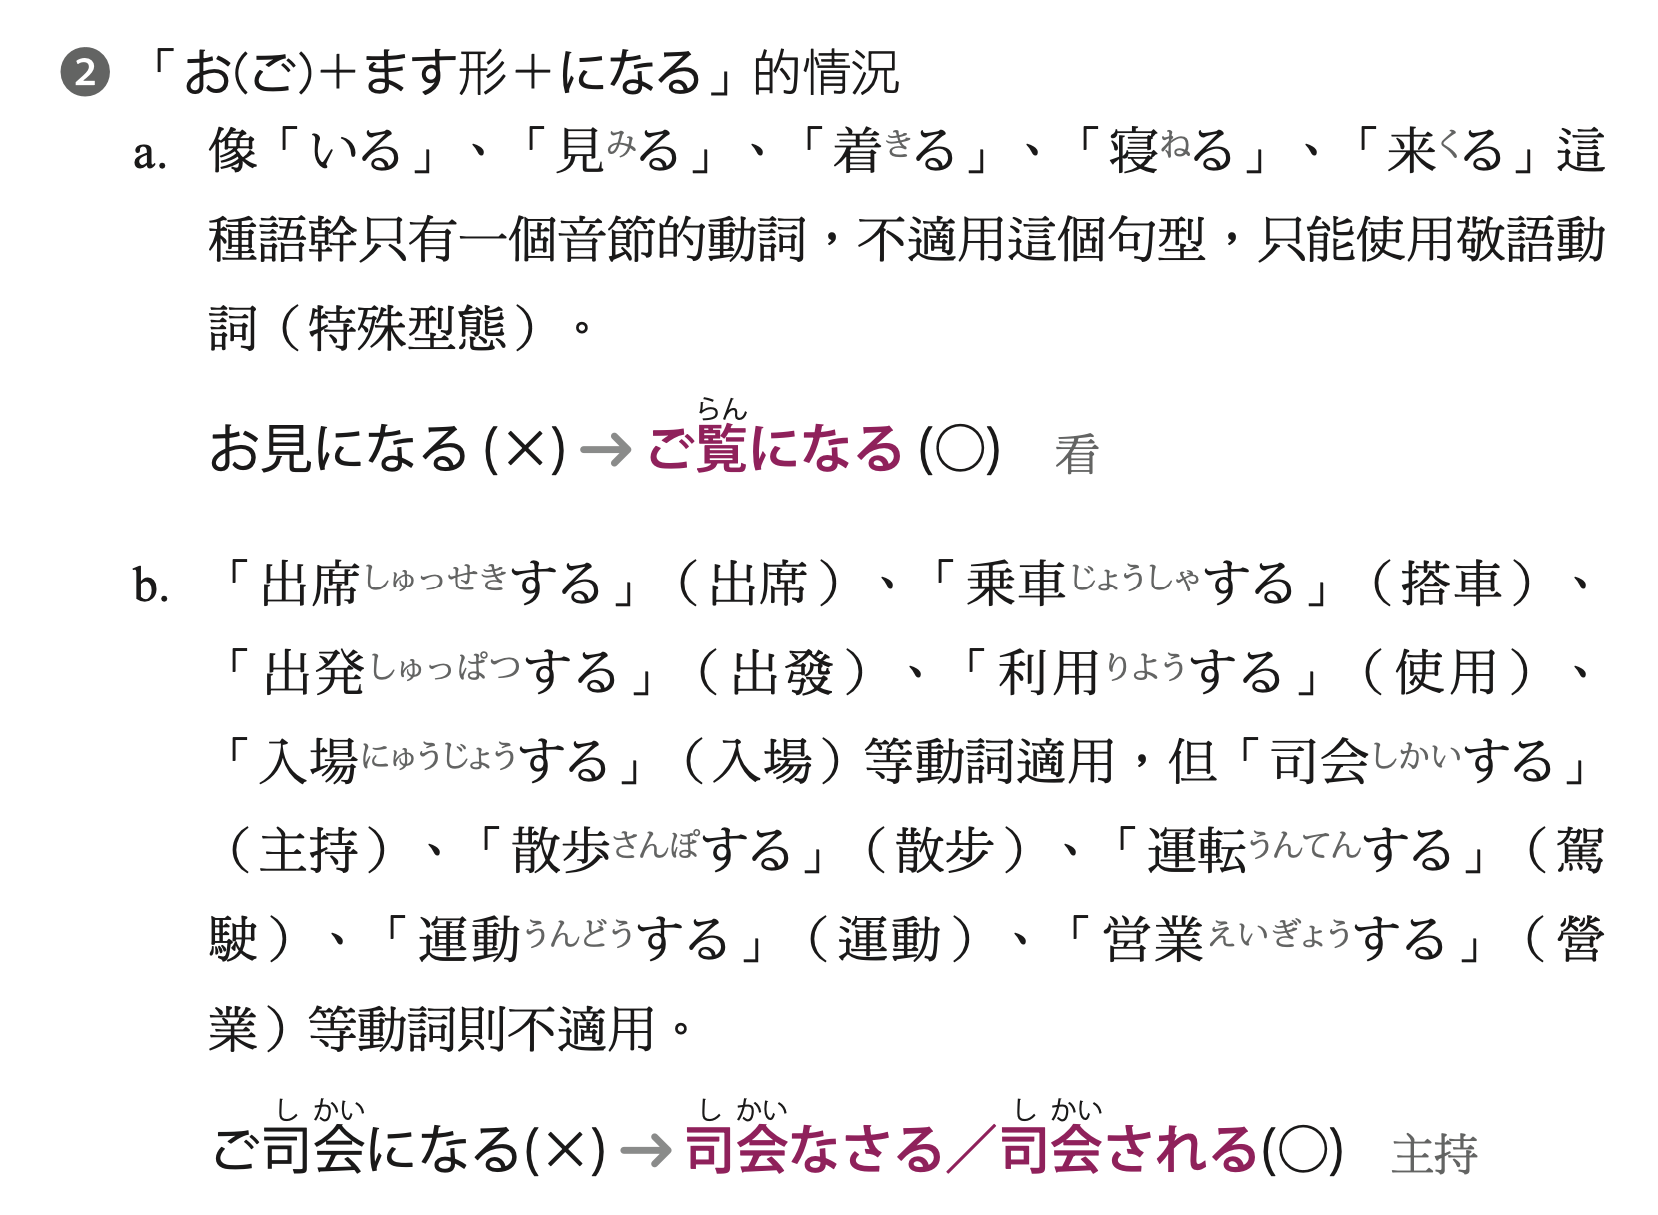 ❷「お(ご)+ます形+になる」的情況
a. 像「いる」、「見みる」、「着きる」、「寝ねる」、「来くる」這
種語幹只有一個音節的動詞，不適用這個句型，只能使用敬語動
詞（特殊型態）。
らん
お見になる(×)→ご覧になる(○) 看
b. 「出席しゅっせきする」（出席）、「乗車じょうしゃする」（搭車）、
「出発しゅっぱつする」（出發）、「利用りようする」（使用）、
「入場にゅうじょうする」（入場）等動詞適用，但「司会しかいする」
（主持）、「散歩さんぽする」（散步）、「運転うんてんする」（駕
駛）、「運動うんどうする」（運動）、「営業えいぎょうする」（營
業）等動詞則不適用。
し かい し かい し かい
ご司会になる(×)→司会なさる／司会される(○) 主持